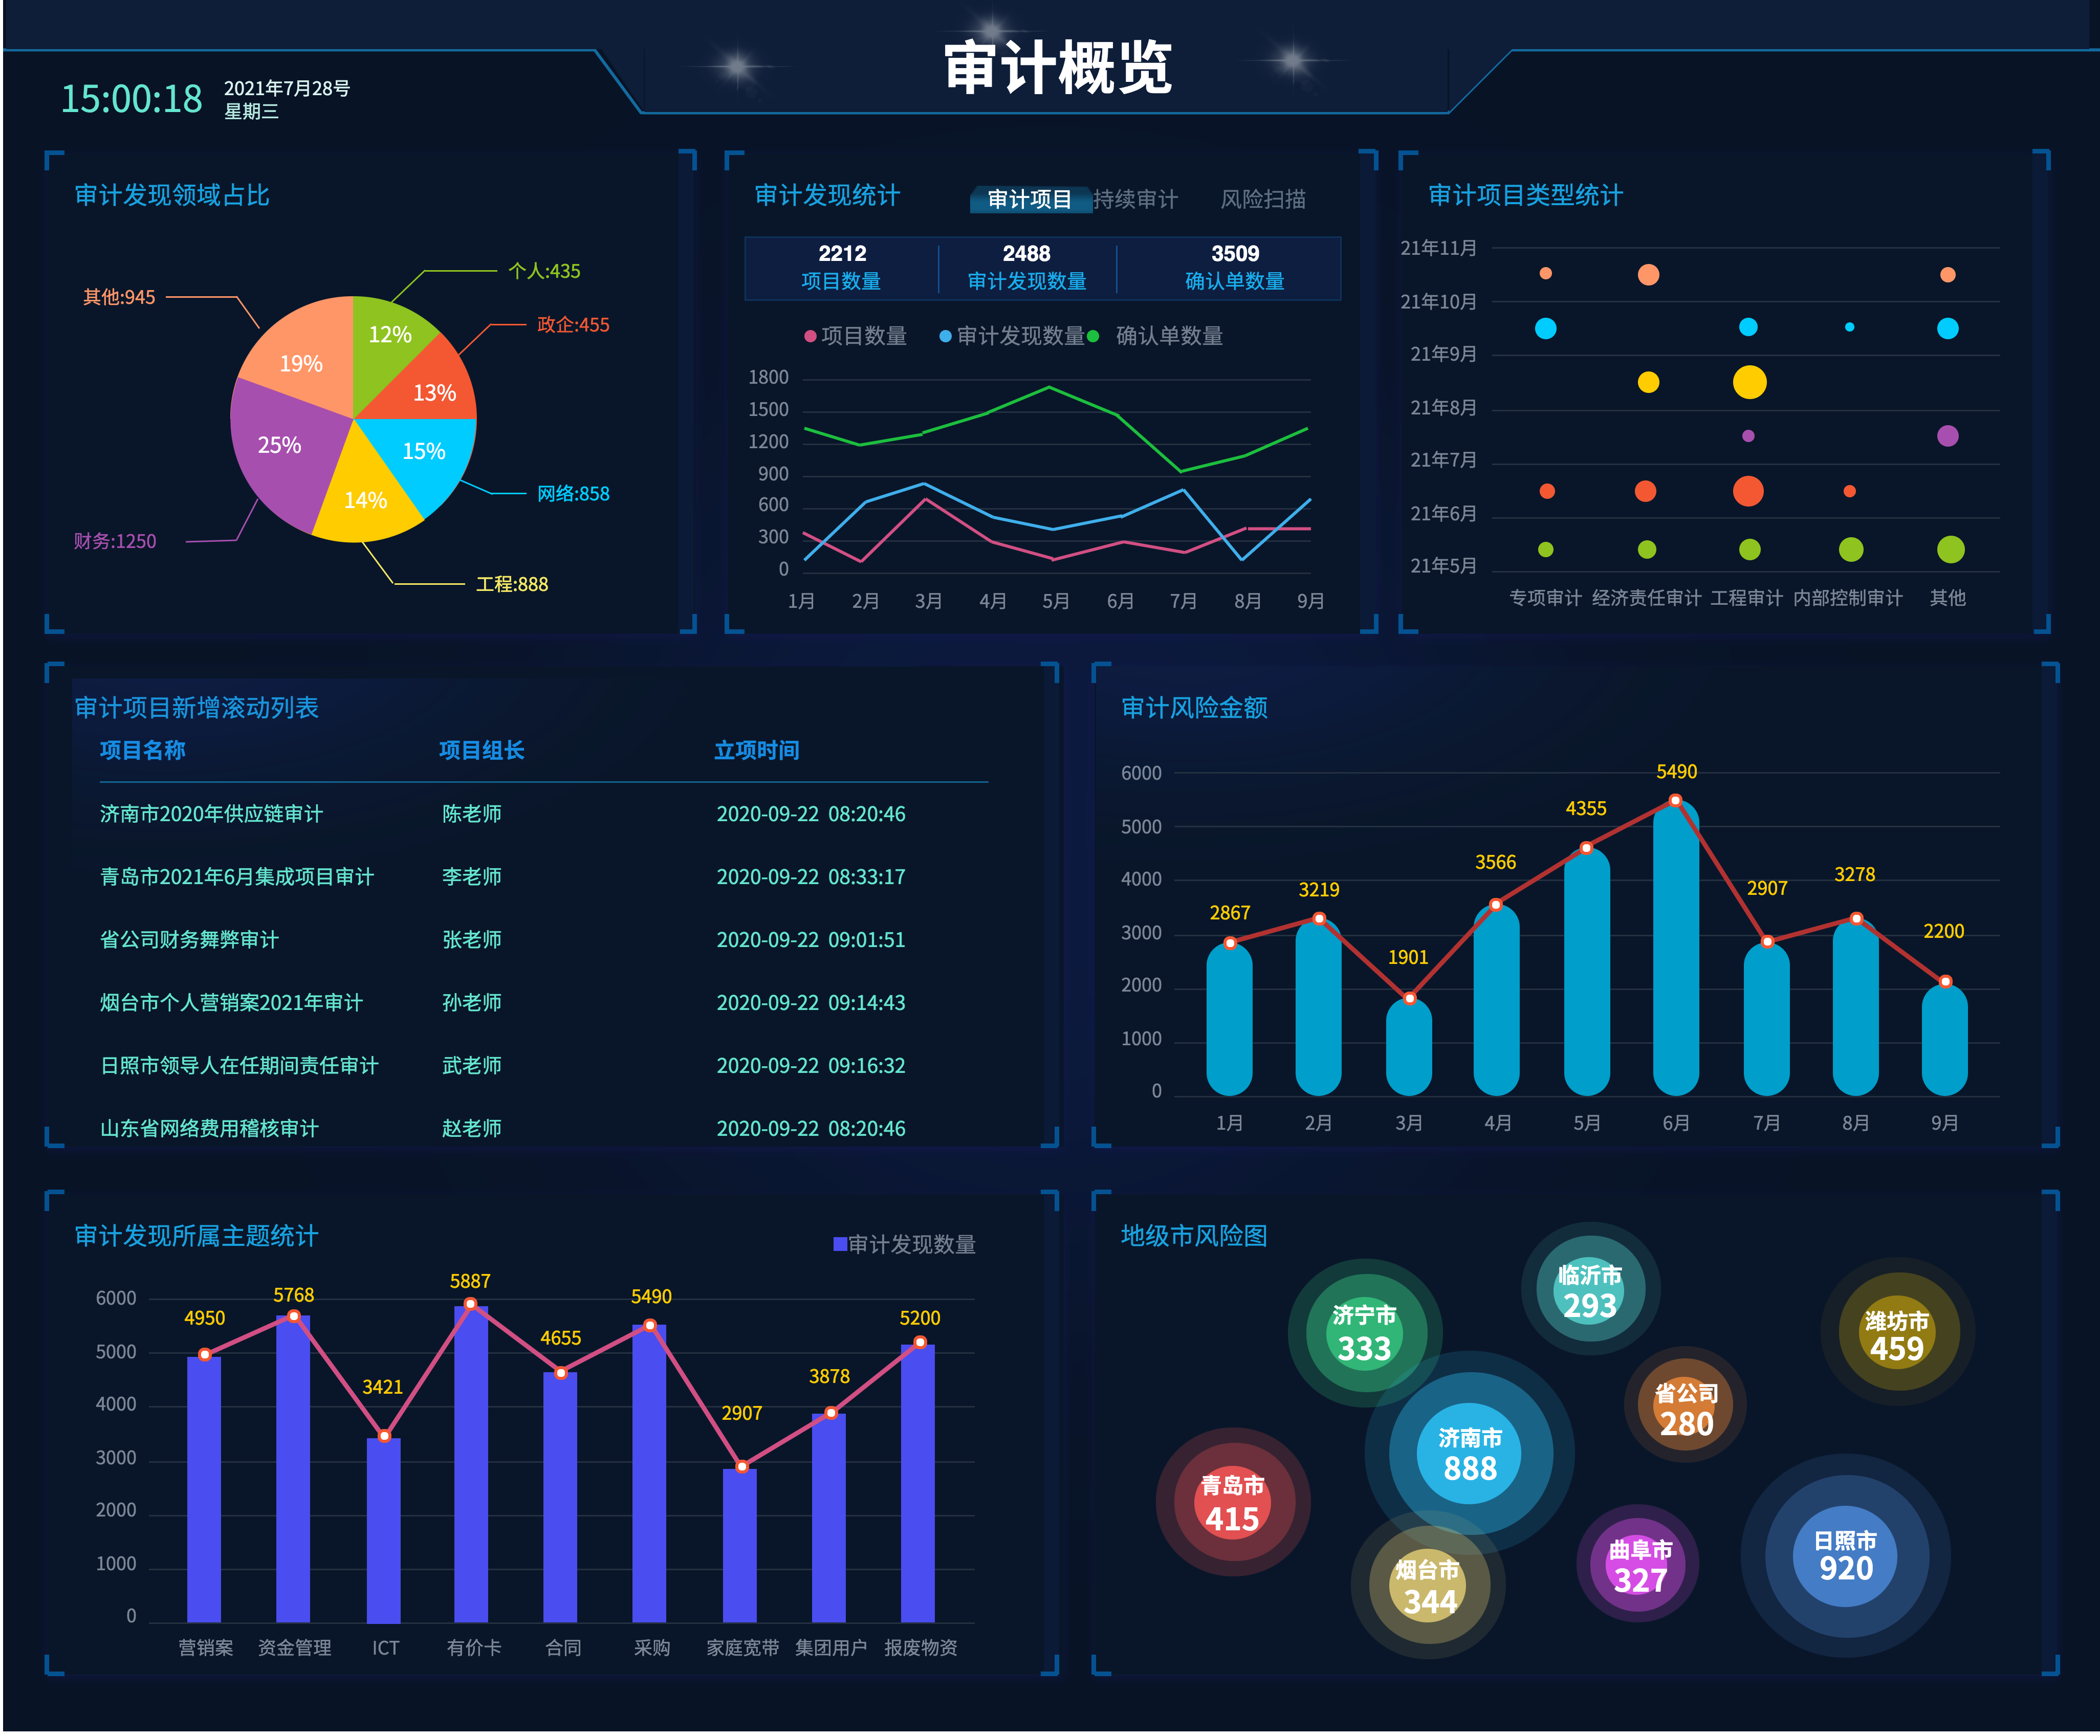 审计概览
15:00:18
2021年7月28号
星期三
审计发现领域占比
个人:435
其他:945
政企:455
12%
19%
13%
25%
15%
14%
网络:858
财务:1250
工程:888
审计发现统计
审计项目 持续审计 风险扫描
2212 2488 3509
项目数量 审计发现数量 确认单数量
项目数量 审计发现数量 确认单数量
1800
1500
1200
900
600
300
0
1月 2月 3月 4月 5月 6月 7月 8月 9月
审计项目类型统计
21年11月
21年10月
21年9月
21年8月
21年7月
21年6月
21年5月
专项审计 经济责任审计 工程审计 内部控制审计 其他
审计项目新增滚动列表
项目名称 项目组长 立项时间
济南市2020年供应链审计 陈老师 2020-09-22 08:20:46
青岛市2021年6月集成项目审计 李老师 2020-09-22 08:33:17
省公司财务舞弊审计 张老师 2020-09-22 09:01:51
烟台市个人营销案2021年审计 孙老师 2020-09-22 09:14:43
日照市领导人在任期间责任审计 武老师 2020-09-22 09:16:32
山东省网络费用稽核审计 赵老师 2020-09-22 08:20:46
审计风险金额
6000
5000
4000
3000
2000
1000
0
2867 3219 1901 3566 4355 5490 2907 3278 2200
1月 2月 3月 4月 5月 6月 7月 8月 9月
审计发现所属主题统计
审计发现数量
6000
5000
4000
3000
2000
1000
0
4950 5768 3421 5887 4655 5490 2907 3878 5200
营销案 资金管理 ICT 有价卡 合同 采购 家庭宽带 集团用户 报废物资
地级市风险图
临沂市
293
济宁市
333
潍坊市
459
省公司
280
济南市
888
青岛市
415
曲阜市
327
日照市
920
烟台市
344